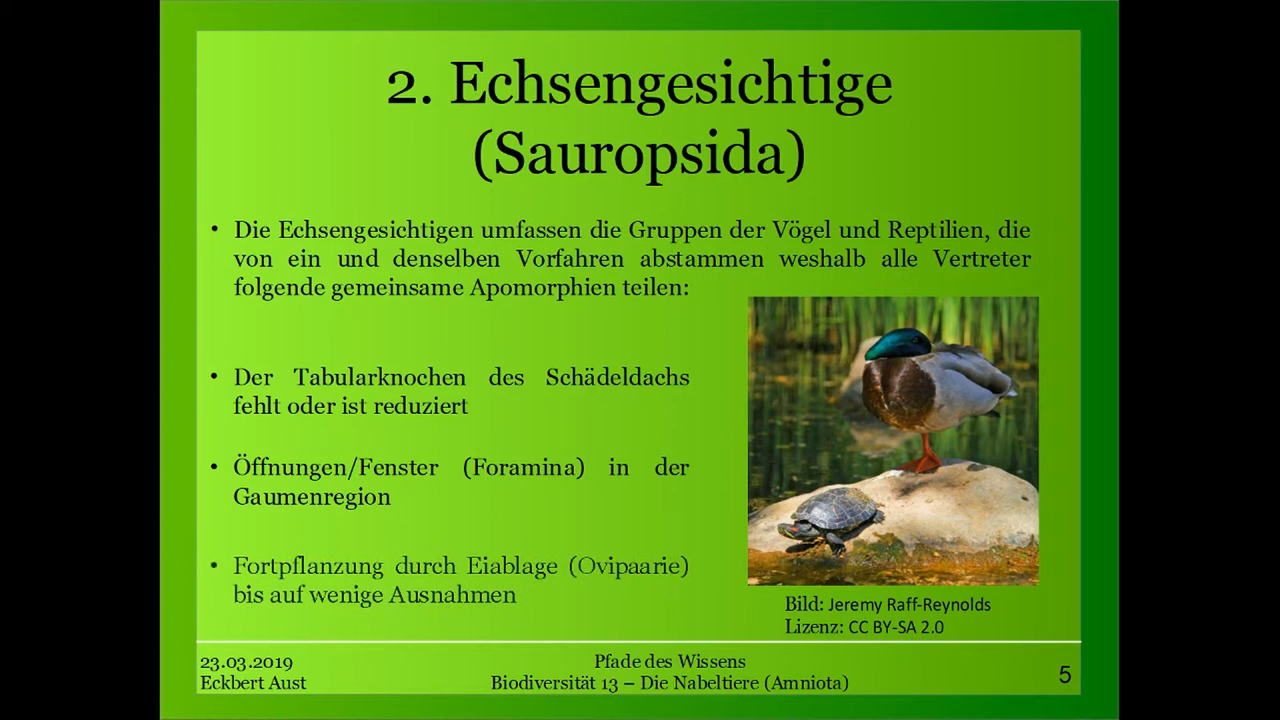 2. Echsengesichtige
(Sauropsida)
• Die Echsengesichtigen umfassen die Gruppen der Vögel und Reptilien, die
von ein und denselben Vorfahren abstammen weshalb alle Vertreter
folgende gemeinsame Apomorphien teilen:
• Der Tabularknochen des Schädeldachs
fehlt oder ist reduziert
• Öffnungen/Fenster (Foramina) in der
Gaumenregion
• Fortpflanzung durch Eiablage (Ovipaarie)
bis auf wenige Ausnahmen
Bild: Jeremy Raff-Reynolds
Lizenz: CC BY-SA 2.0
23.03.2019
Eckbert Aust
Pfade des Wissens
Biodiversität 13 – Die Nabeltiere (Amniota)
5